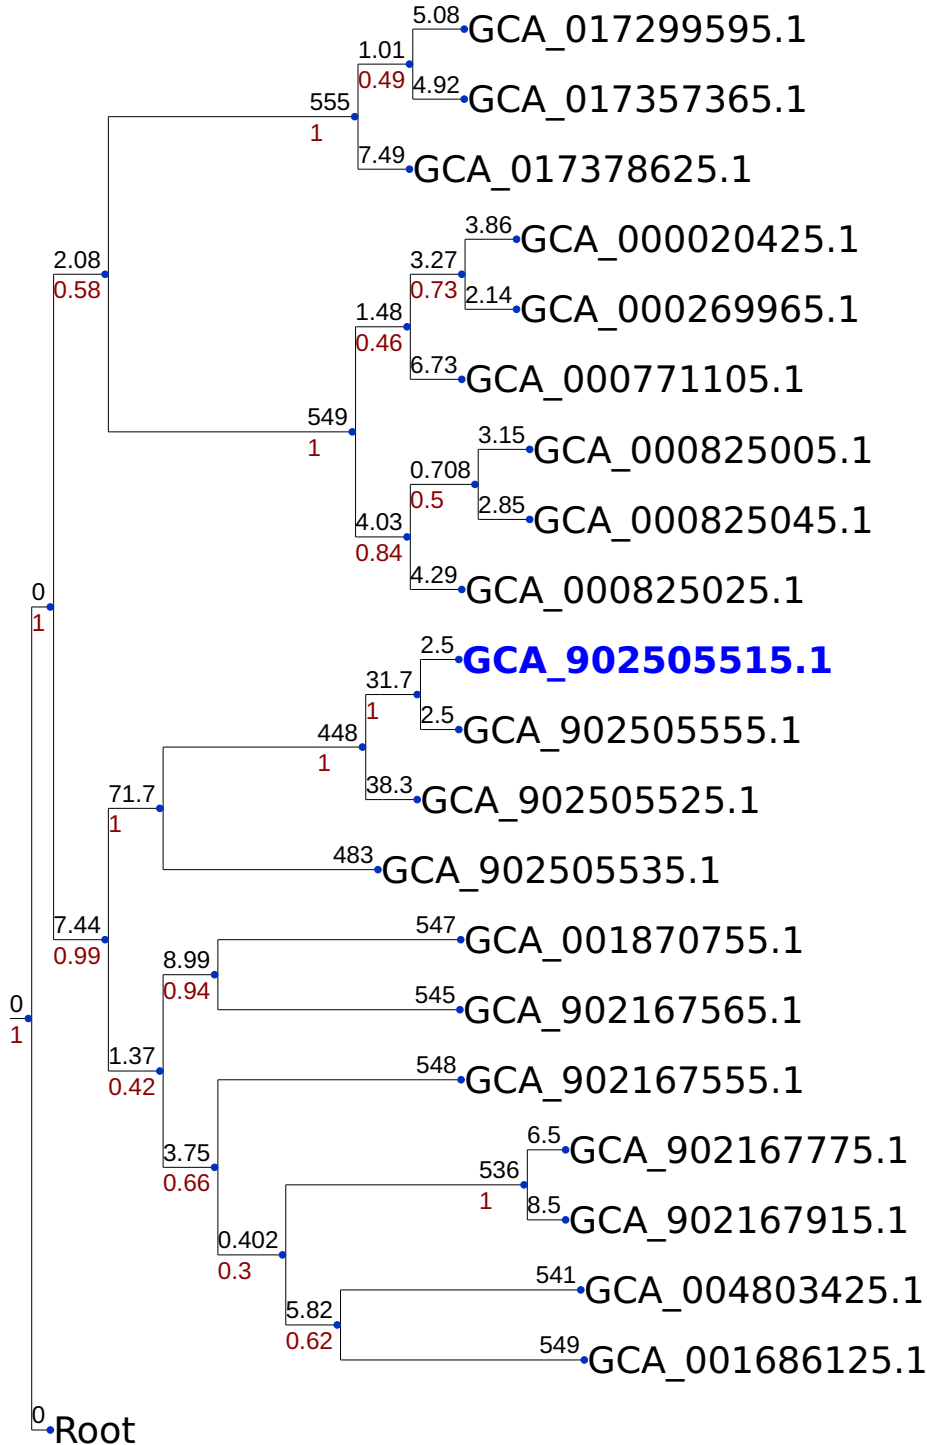 5.08
GCA_017299595.1
1.01
0.49
4.92
GCA_017357365.1
555
1
7.49
GCA_017378625.1
3.86
GCA_000020425.1
2.08
0.58
3.27
0.73
2.14
GCA_000269965.1
1.48
0.46
6.73
GCA_000771105.1
549
1
3.15
GCA_000825005.1
0.708
0.5
2.85
GCA_000825045.1
4.03
0.84
4.29
GCA_000825025.1
0
1
2.5
GCA_902505515.1
31.7
1
2.5
GCA_902505555.1
448
1
38.3
GCA_902505525.1
71.7
1
483
GCA_902505535.1
7.44
0.99
547
GCA_001870755.1
8.99
0.94
545
GCA_902167565.1
0
1
1.37
0.42
548
GCA_902167555.1
3.75
0.66
6.5
GCA_902167775.1
536
1
8.5
GCA_902167915.1
0.402
0.3
541
GCA_004803425.1
5.82
0.62
549
GCA_001686125.1
0
Root